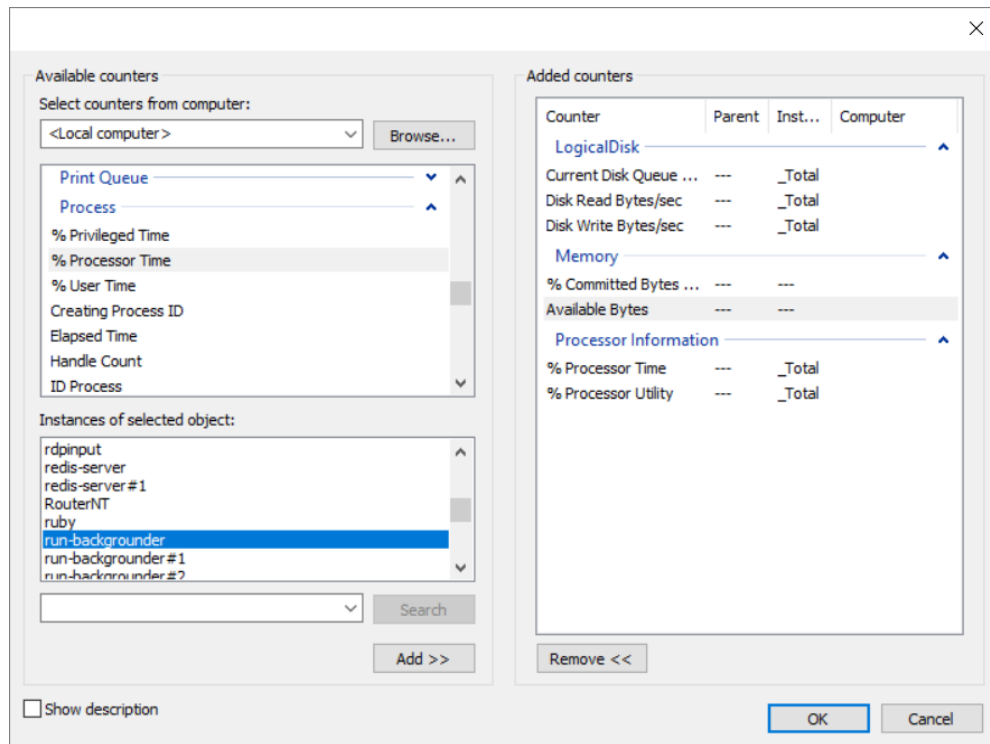 Available counters
Select counters from computer:
<Local computer>
Browse...
Print Queue
Process
% Privileged Time
% Processor Time
% User Time
Creating Process ID
Elapsed Time
Handle Count
ID Process
Instances of selected object:
rdpinput
redis-server
redis-server#1
RouterNT
ruby
run-backgrounder
run-backgrounder#1
run-backgrounder#2
Search
Add >>
Show description
Added counters
Counter Parent Inst... Computer
LogicalDisk
Current Disk Queue ... --- _Total
Disk Read Bytes/sec --- _Total
Disk Write Bytes/sec --- _Total
Memory
% Committed Bytes ... --- ---
Available Bytes --- ---
Processor Information
% Processor Time --- _Total
% Processor Utility --- _Total
Remove <<
OK
Cancel